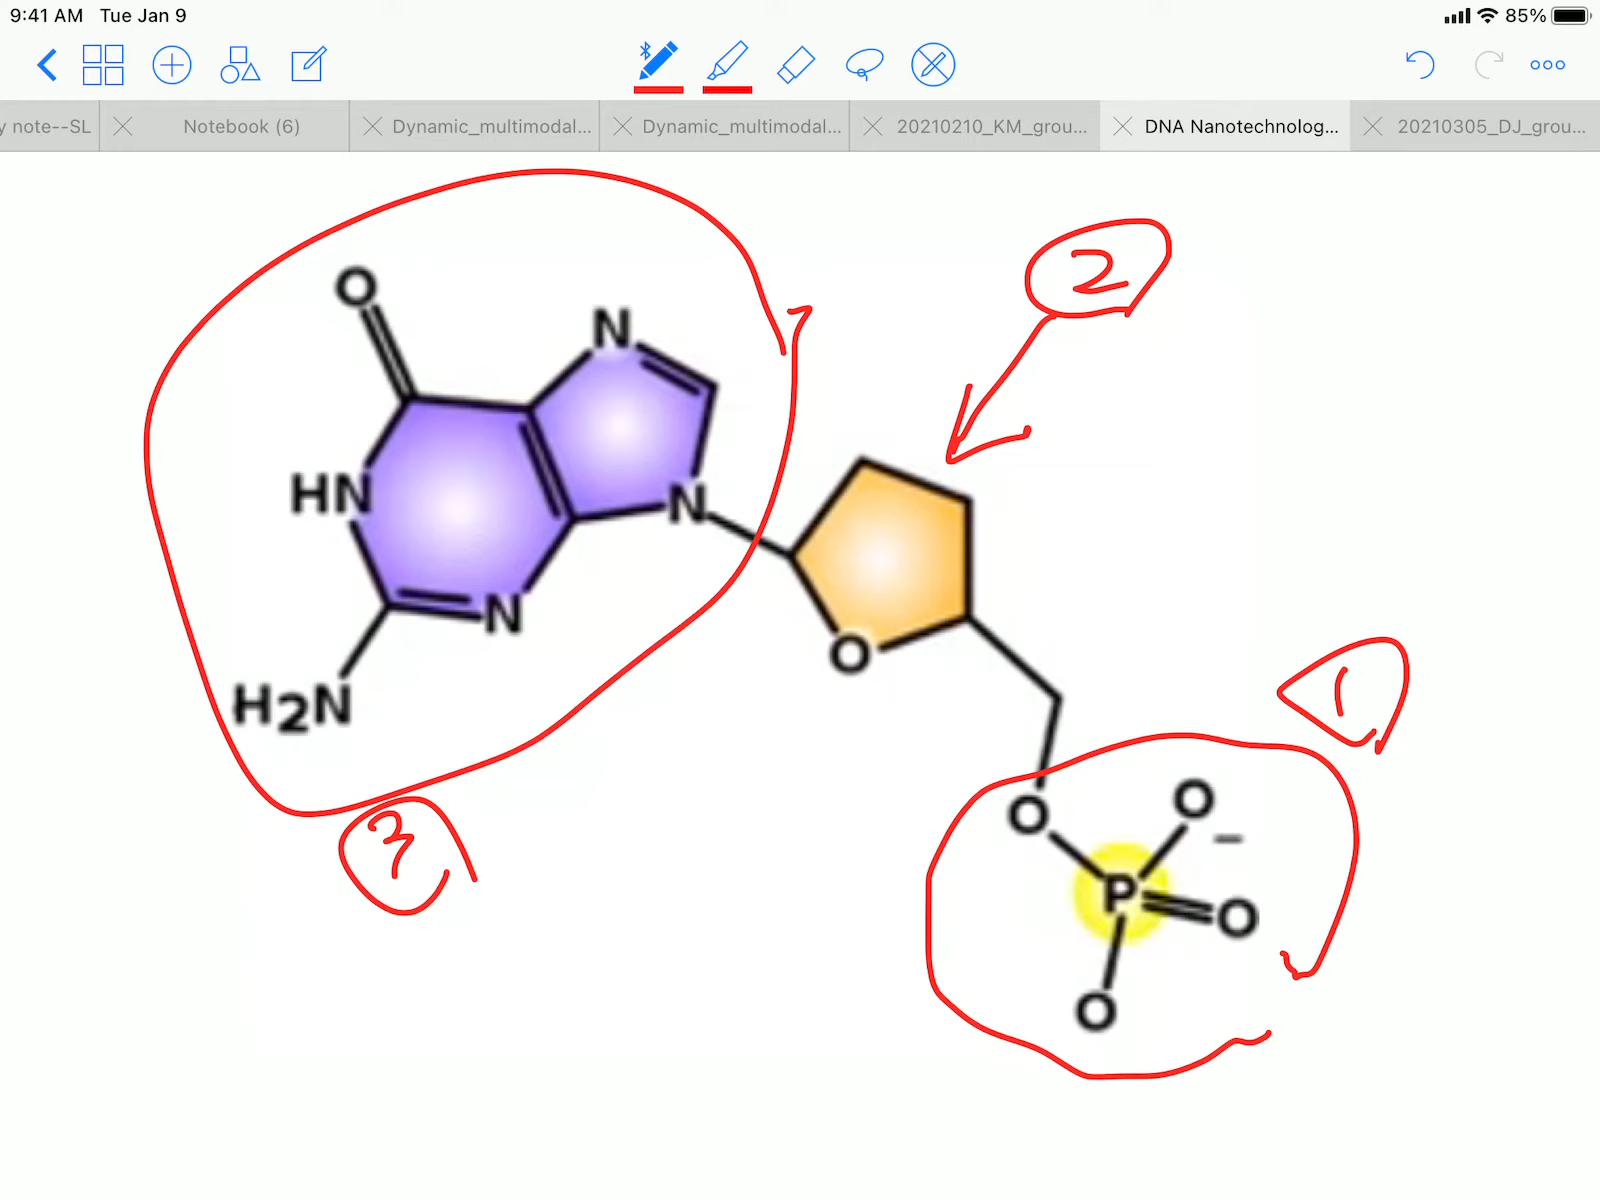 9:41 AM Tue Jan 9
85%
y note--SL
Notebook (6)
Dynamic_multimodal...
Dynamic_multimodal...
20210210_KM_grou...
DNA Nanotechnolog...
20210305_DJ_grou...
2
O
N
HN
N
N
H2N
O
1
O
O
−
P
O
O
3